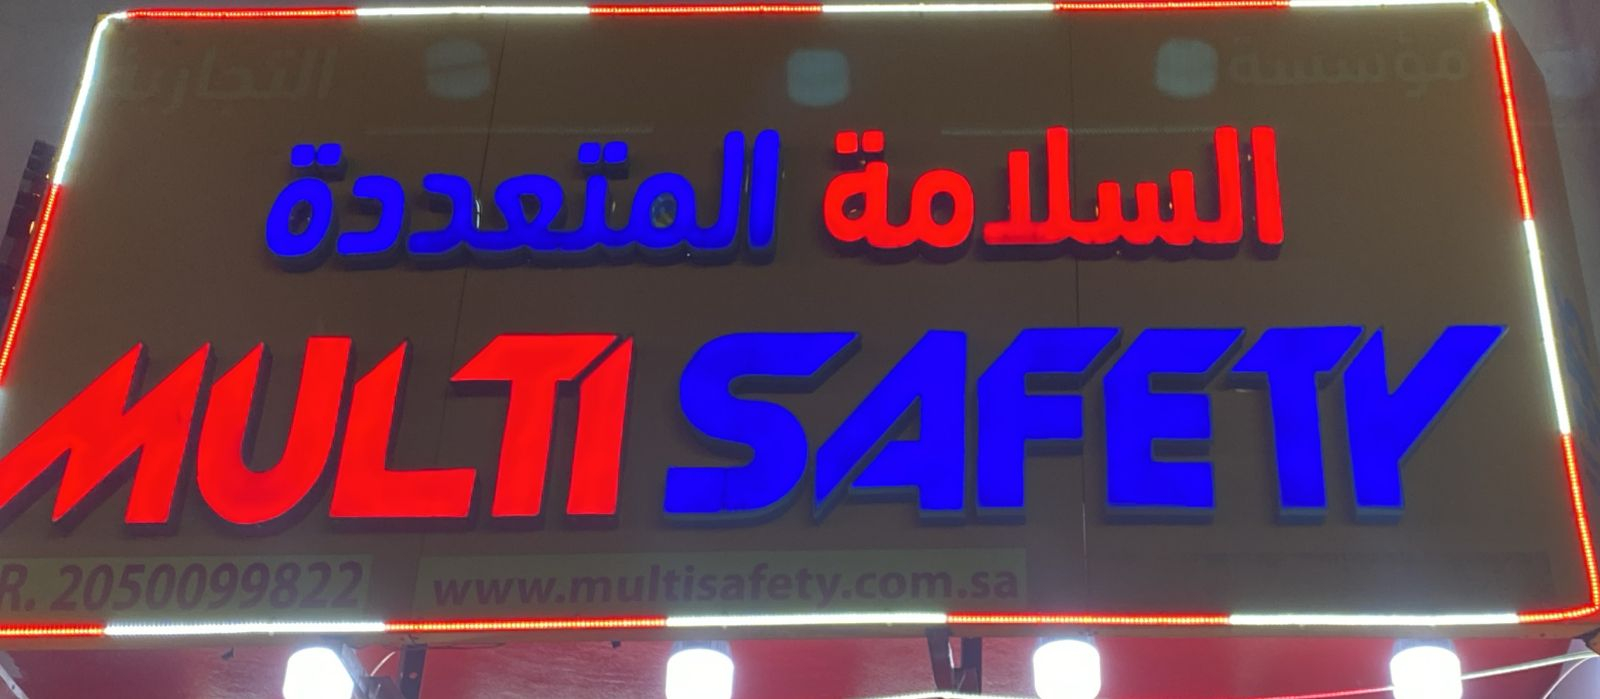 مؤسسة التجارية
السلامة المتعددة
MULTI SAFETY
R. 2050099822 www.multisafety.com.sa